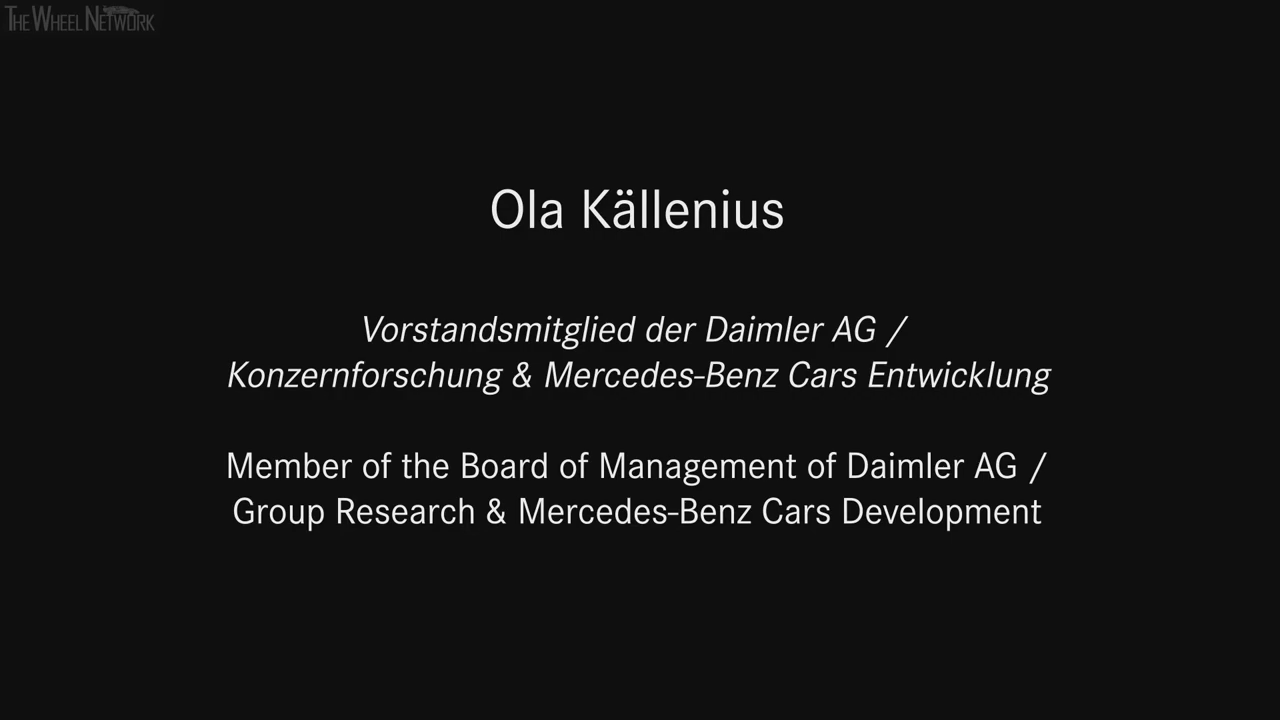 THE WHEEL NETWORK
Ola Källenius
Vorstandsmitglied der Daimler AG /
Konzernforschung & Mercedes-Benz Cars Entwicklung
Member of the Board of Management of Daimler AG /
Group Research & Mercedes-Benz Cars Development